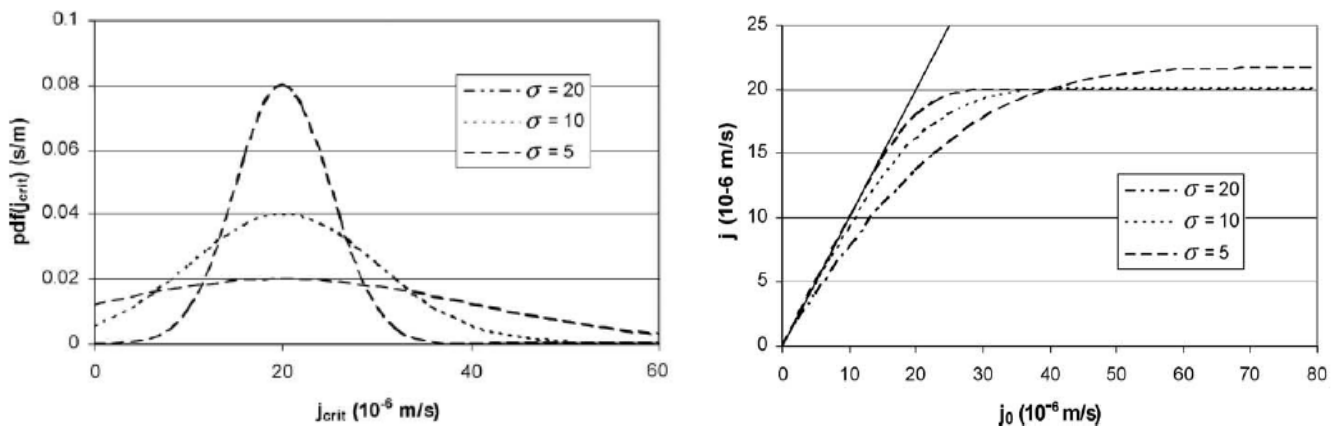 0.1
0.08
0.06
0.04
0.02
0
pdf(j_crit) (s/m)
σ = 20
σ = 10
σ = 5
0 20 40 60
j_crit (10⁻⁶ m/s)
25
20
15
10
5
0
j (10-6 m/s)
σ = 20
σ = 10
σ = 5
0 10 20 30 40 50 60 70 80
j₀ (10⁻⁶ m/s)